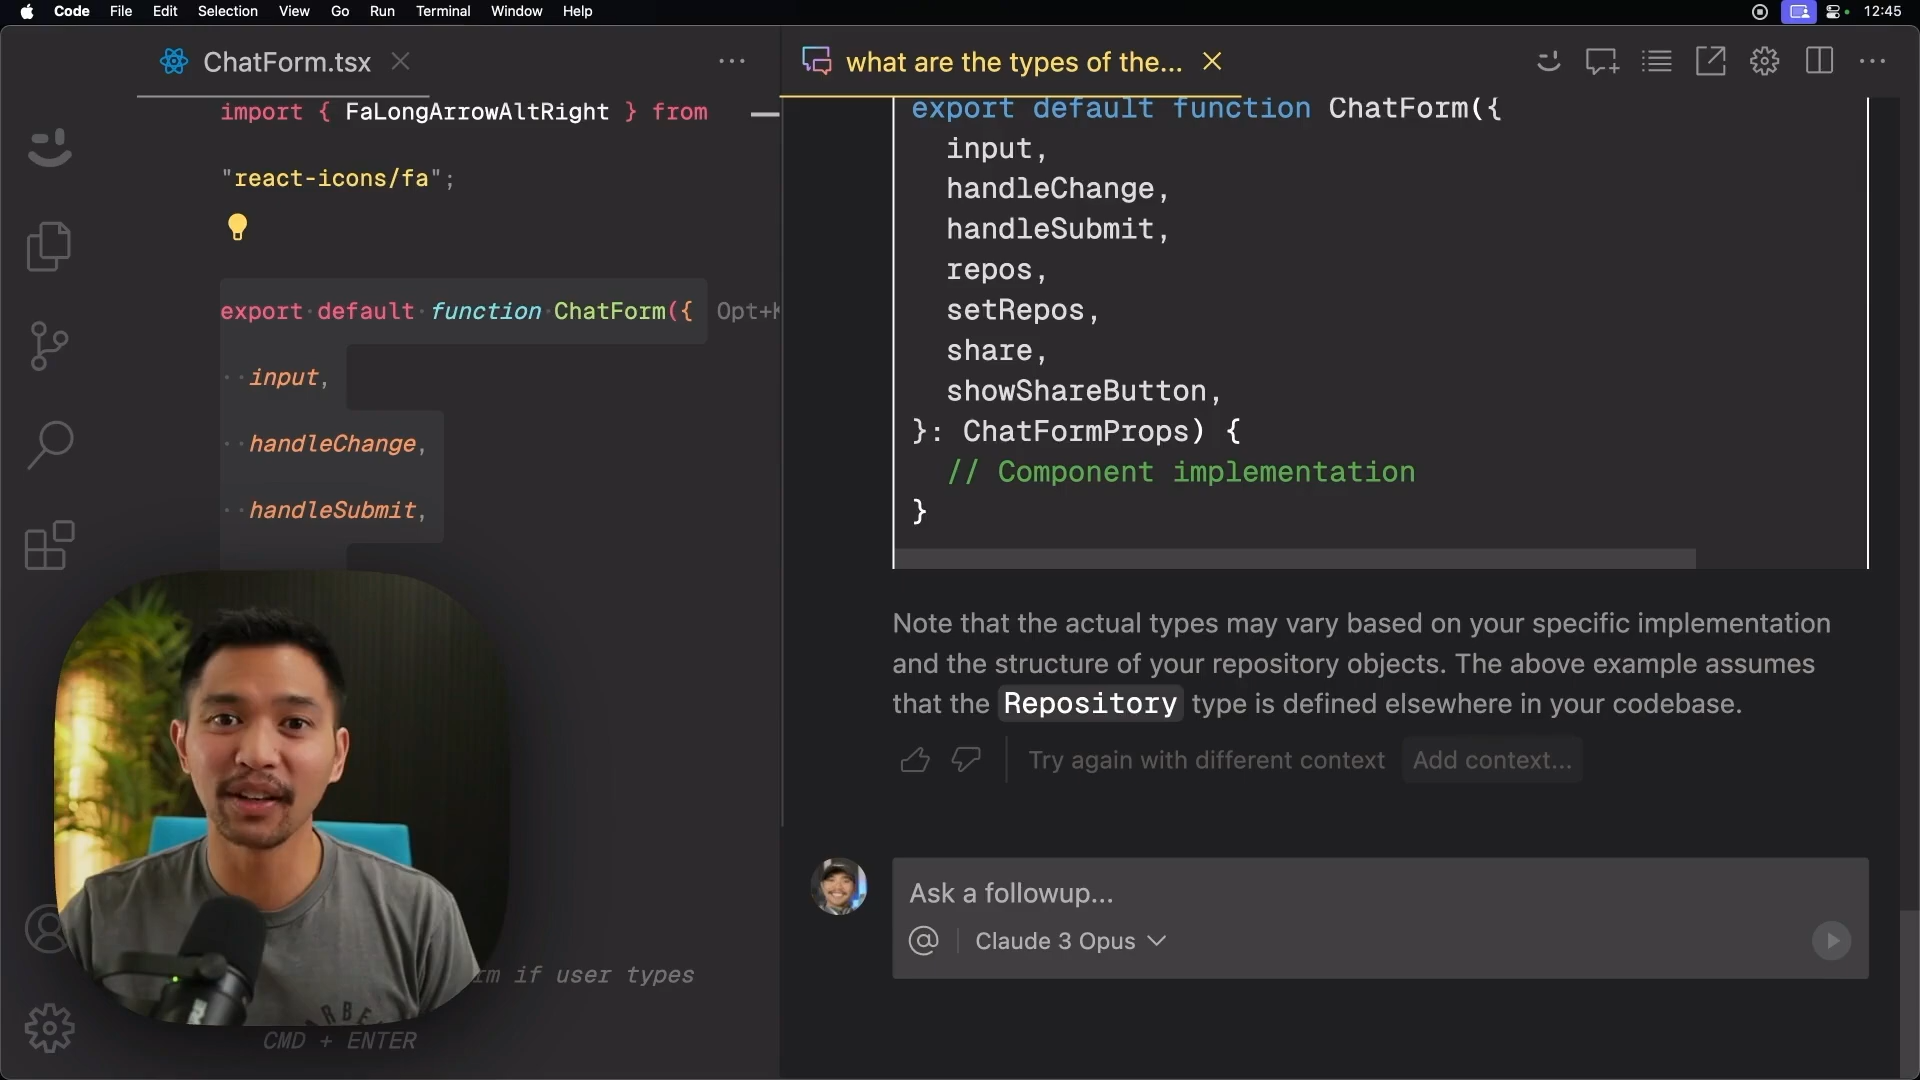 Code File Edit Selection View Go Run Terminal Window Help 12:45
ChatForm.tsx
import { FaLongArrowAltRight } from
"react-icons/fa";
export default function ChatForm({ Opt+K
input,
handleChange,
handleSubmit,
rm if user types
CMD + ENTER
what are the types of the...
export default function ChatForm({
input,
handleChange,
handleSubmit,
repos,
setRepos,
share,
showShareButton,
}: ChatFormProps) {
// Component implementation
}
Note that the actual types may vary based on your specific implementation
and the structure of your repository objects. The above example assumes
that the Repository type is defined elsewhere in your codebase.
Try again with different context Add context...
Ask a followup...
@ Claude 3 Opus